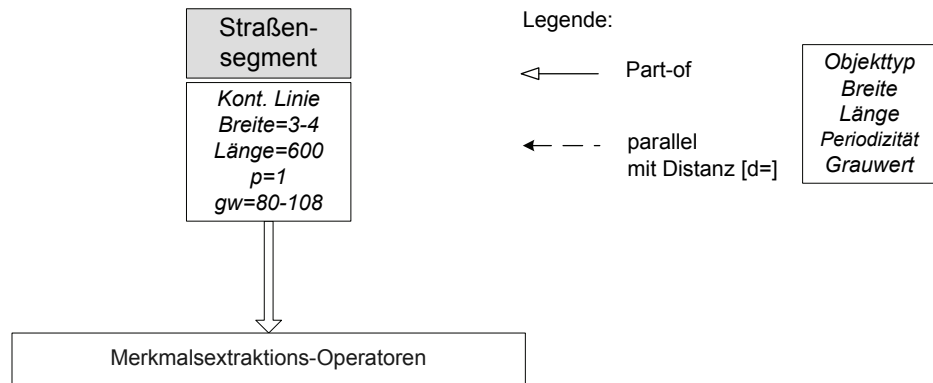 Straßen-
segment
Kont. Linie
Breite=3-4
Länge=600
p=1
gw=80-108
Merkmalsextraktions-Operatoren
Legende:
Part-of
parallel
mit Distanz [d=]
Objekttyp
Breite
Länge
Periodizität
Grauwert